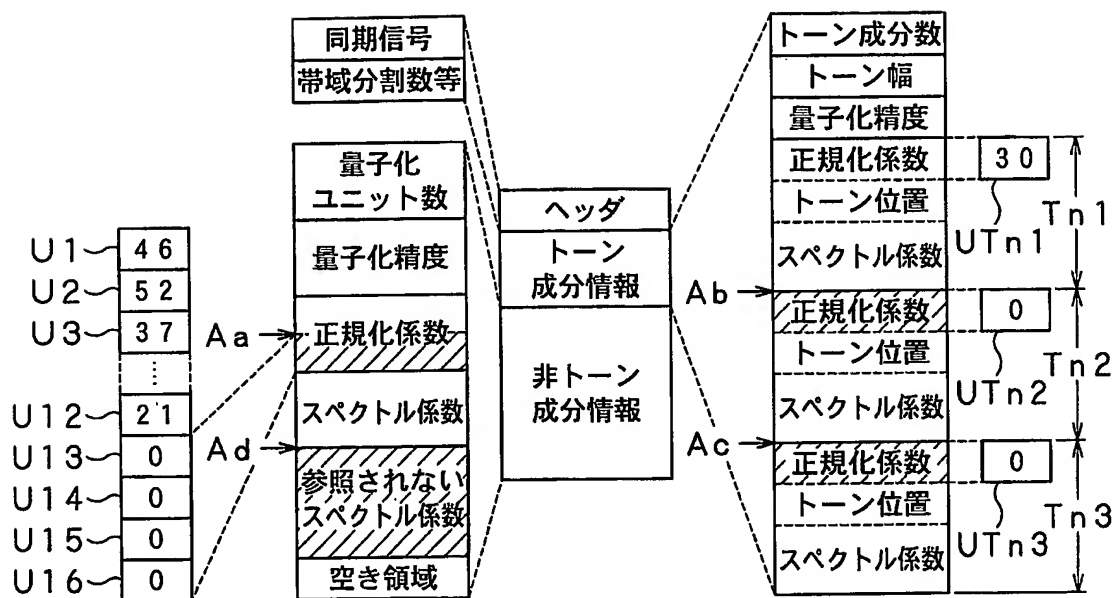 同期信号
帯域分割数等
量子化
ユニット数
量子化精度
正規化係数
スペクトル係数
参照されない
スペクトル係数
空き領域
Aa
Ad
U1
46
U2
52
U3
37
……
U12
21
U13
0
U14
0
U15
0
U16
0
ヘッダ
トーン
成分情報
非トーン
成分情報
トーン成分数
トーン幅
量子化精度
正規化係数
トーン位置
スペクトル係数
正規化係数
トーン位置
スペクトル係数
正規化係数
トーン位置
スペクトル係数
Ab
Ac
30
UTn1
Tn1
0
UTn2
Tn2
0
UTn3
Tn3